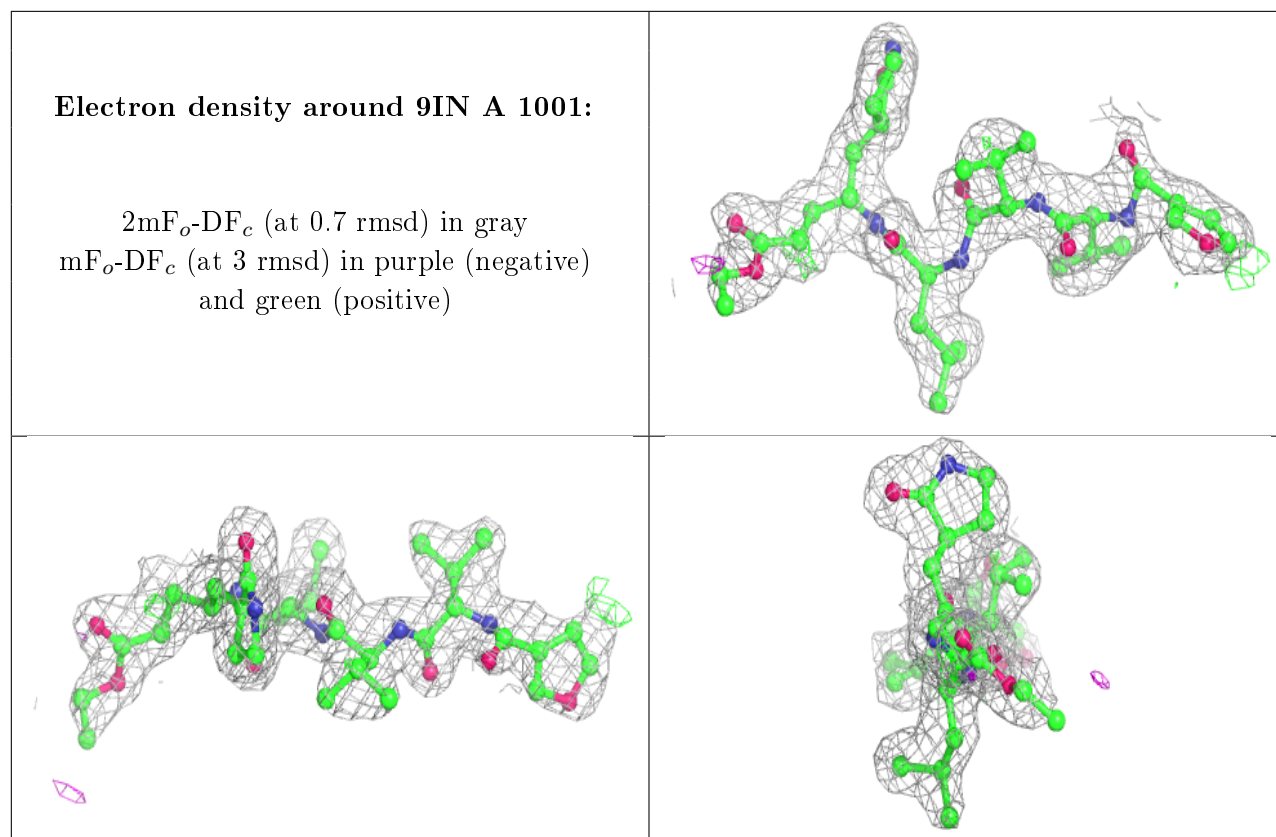 Electron density around 9IN A 1001:
2mFo-DFc (at 0.7 rmsd) in gray
mFo-DFc (at 3 rmsd) in purple (negative)
and green (positive)